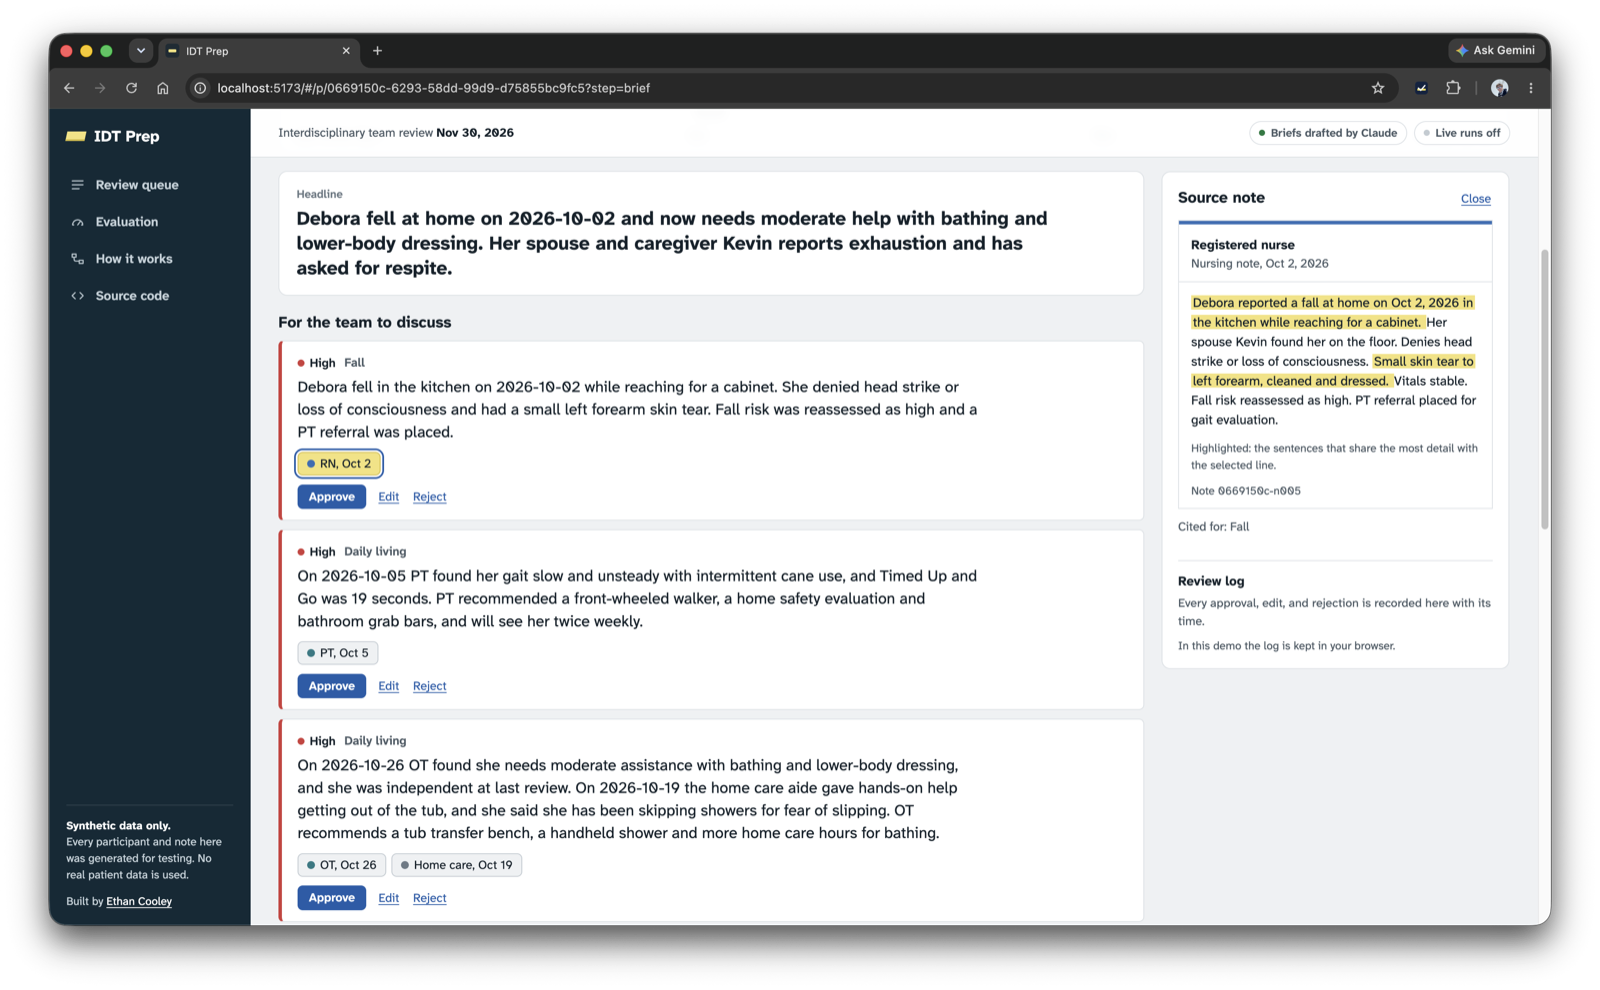 IDT Prep
Ask Gemini
localhost:5173/#/p/0669150c-6293-58dd-99d9-d75855bc9fc5?step=brief
IDT Prep
Review queue
Evaluation
How it works
Source code
Synthetic data only.
Every participant and note here
was generated for testing. No
real patient data is used.
Built by Ethan Cooley
Interdisciplinary team review Nov 30, 2026
Briefs drafted by Claude
Live runs off
Headline
Debora fell at home on 2026-10-02 and now needs moderate help with bathing and
lower-body dressing. Her spouse and caregiver Kevin reports exhaustion and has
asked for respite.
For the team to discuss
High Fall
Debora fell in the kitchen on 2026-10-02 while reaching for a cabinet. She denied head strike or
loss of consciousness and had a small left forearm skin tear. Fall risk was reassessed as high and a
PT referral was placed.
RN, Oct 2
Approve Edit Reject
High Daily living
On 2026-10-05 PT found her gait slow and unsteady with intermittent cane use, and Timed Up and
Go was 19 seconds. PT recommended a front-wheeled walker, a home safety evaluation and
bathroom grab bars, and will see her twice weekly.
PT, Oct 5
Approve Edit Reject
High Daily living
On 2026-10-26 OT found she needs moderate assistance with bathing and lower-body dressing,
and she was independent at last review. On 2026-10-19 the home care aide gave hands-on help
getting out of the tub, and she said she has been skipping showers for fear of slipping. OT
recommends a tub transfer bench, a handheld shower and more home care hours for bathing.
OT, Oct 26 Home care, Oct 19
Approve Edit Reject
Source note
Close
Registered nurse
Nursing note, Oct 2, 2026
Debora reported a fall at home on Oct 2, 2026 in
the kitchen while reaching for a cabinet. Her
spouse Kevin found her on the floor. Denies head
strike or loss of consciousness. Small skin tear to
left forearm, cleaned and dressed. Vitals stable.
Fall risk reassessed as high. PT referral placed for
gait evaluation.
Highlighted: the sentences that share the most detail with
the selected line.
Note 0669150c-n005
Cited for: Fall
Review log
Every approval, edit, and rejection is recorded here with its
time.
In this demo the log is kept in your browser.